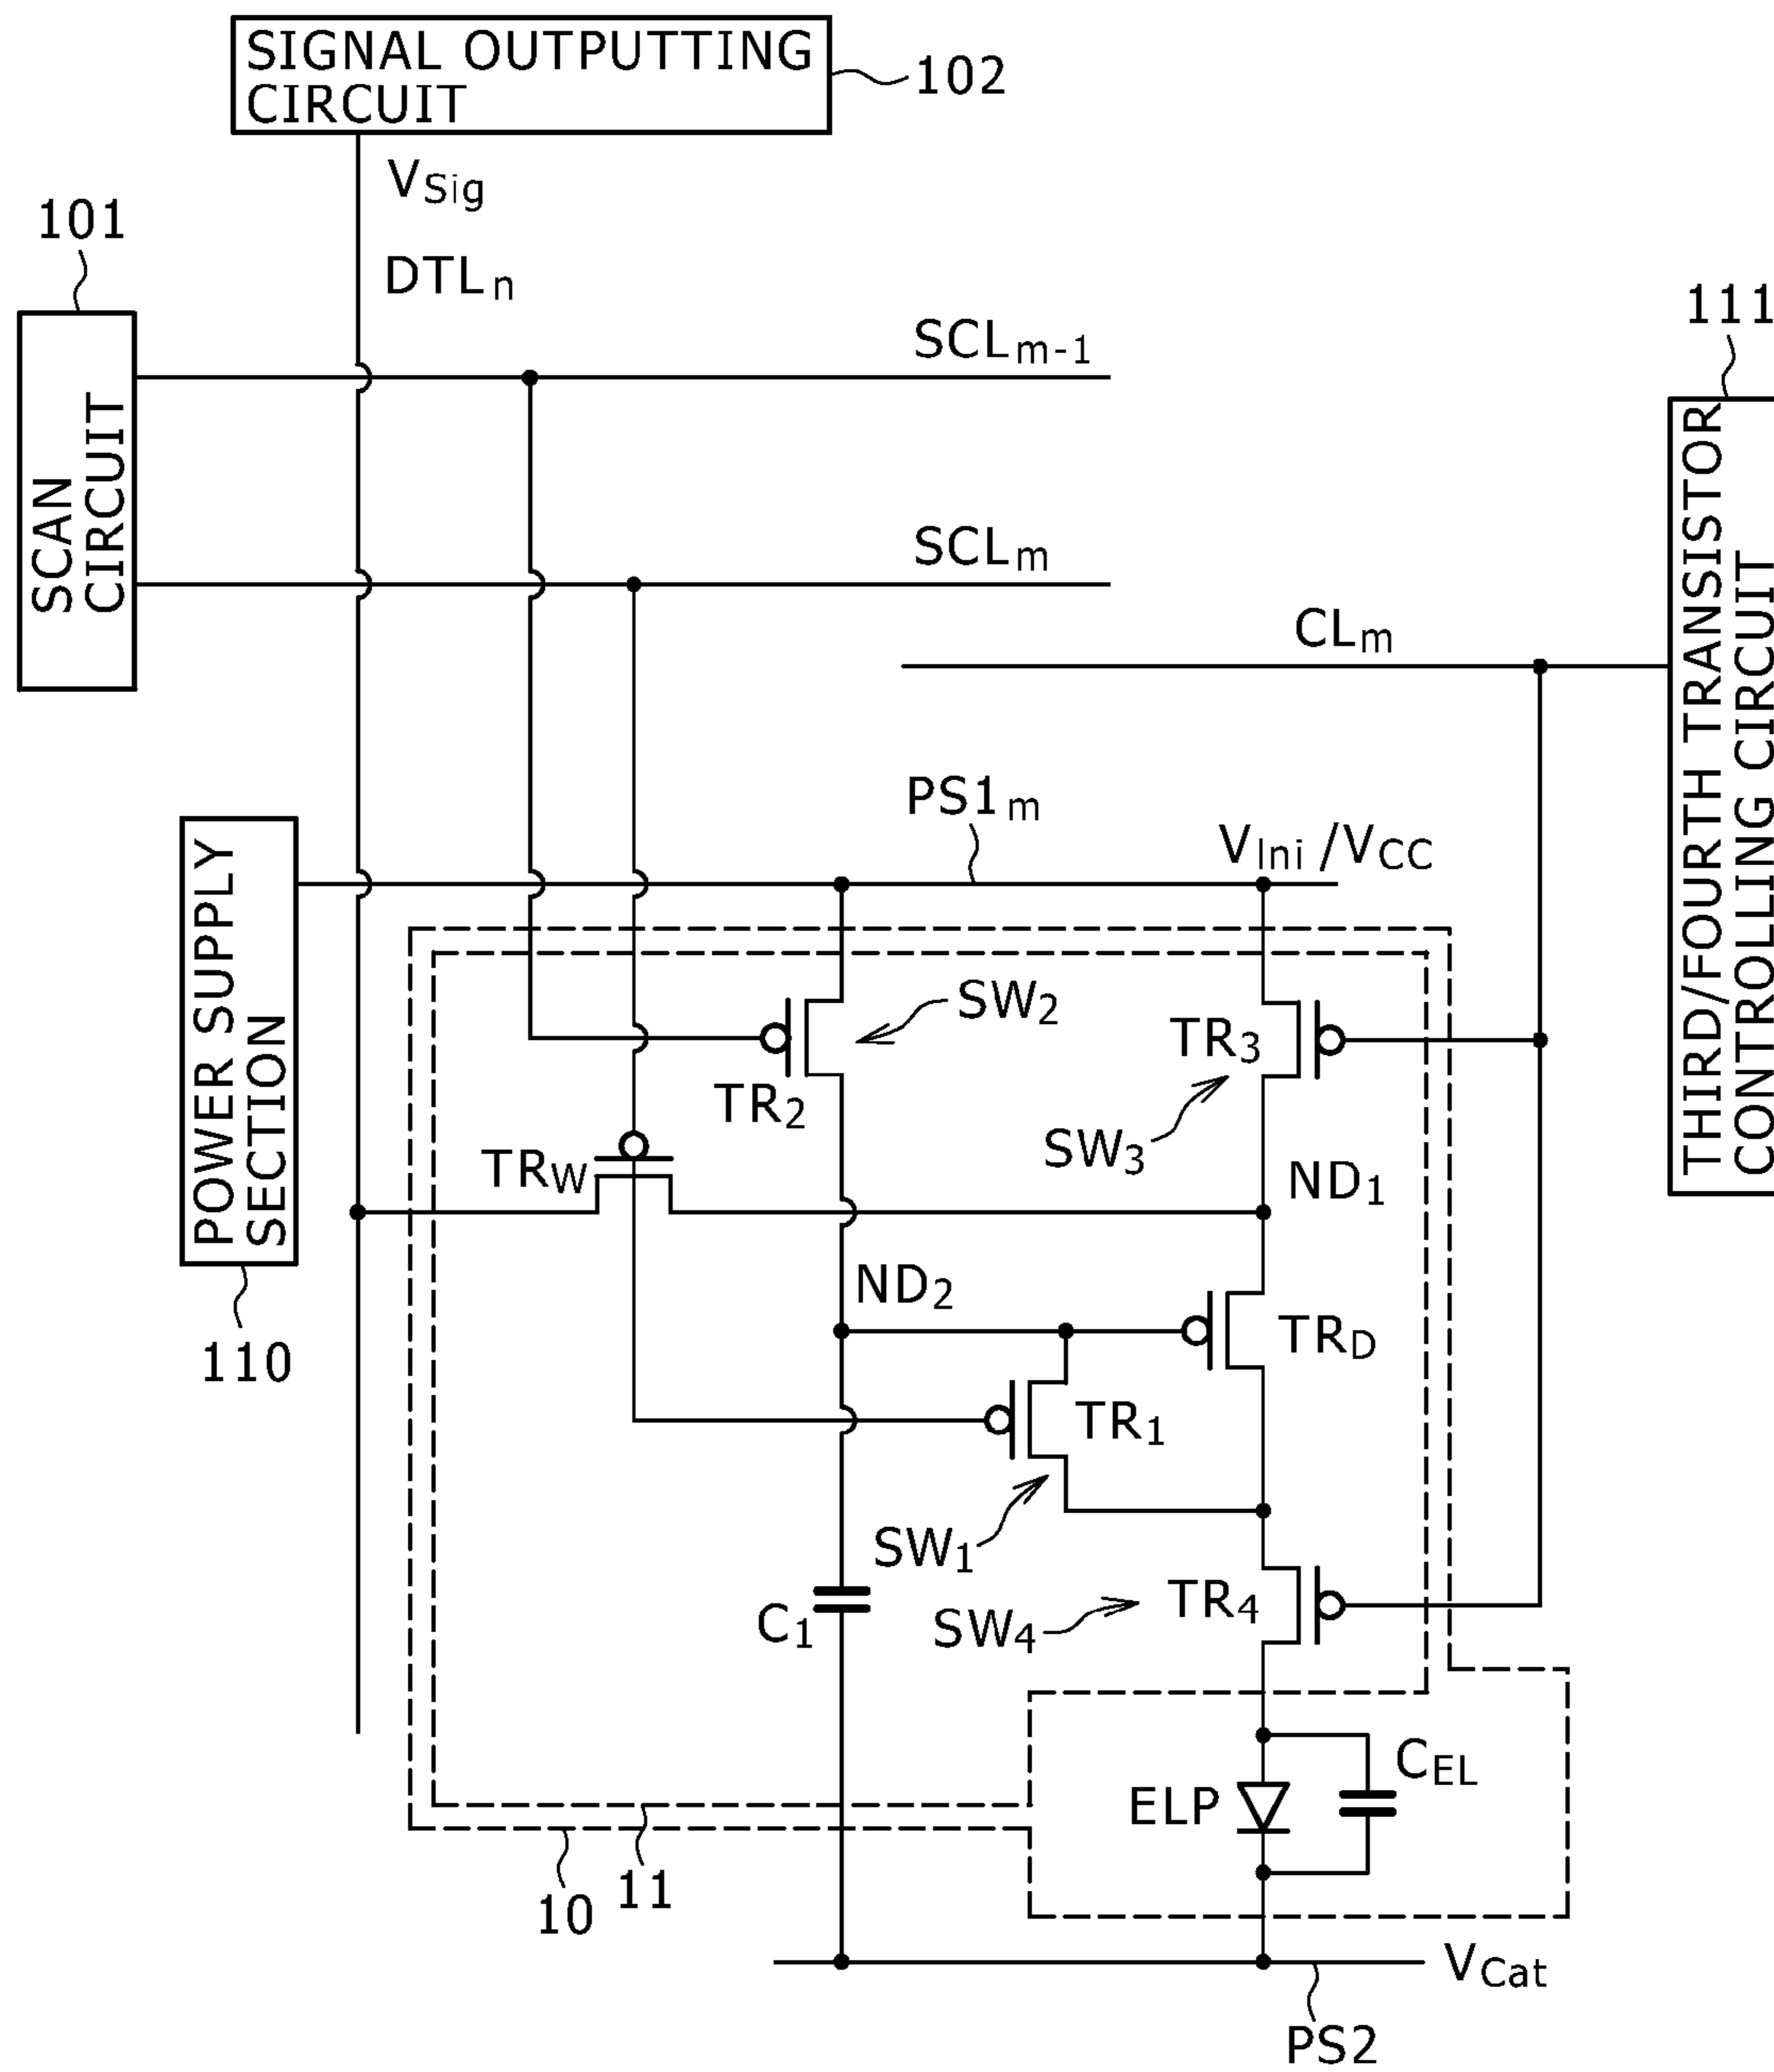 SIGNAL OUTPUTTING
CIRCUIT
102
VSig
101
DTLn
111
SCLm-1
SCAN
CIRCUIT
SCLm
CLm
THIRD/FOURTH TRANSISTOR
CONTROLLING CIRCUIT
PS1m
VIni /VCC
POWER SUPPLY
SECTION
SW2
TR3
TR2
SW3
TRW
ND1
ND2
TRD
110
TR1
SW1
TR4
C1
SW4
CEL
ELP
11
10
VCat
PS2